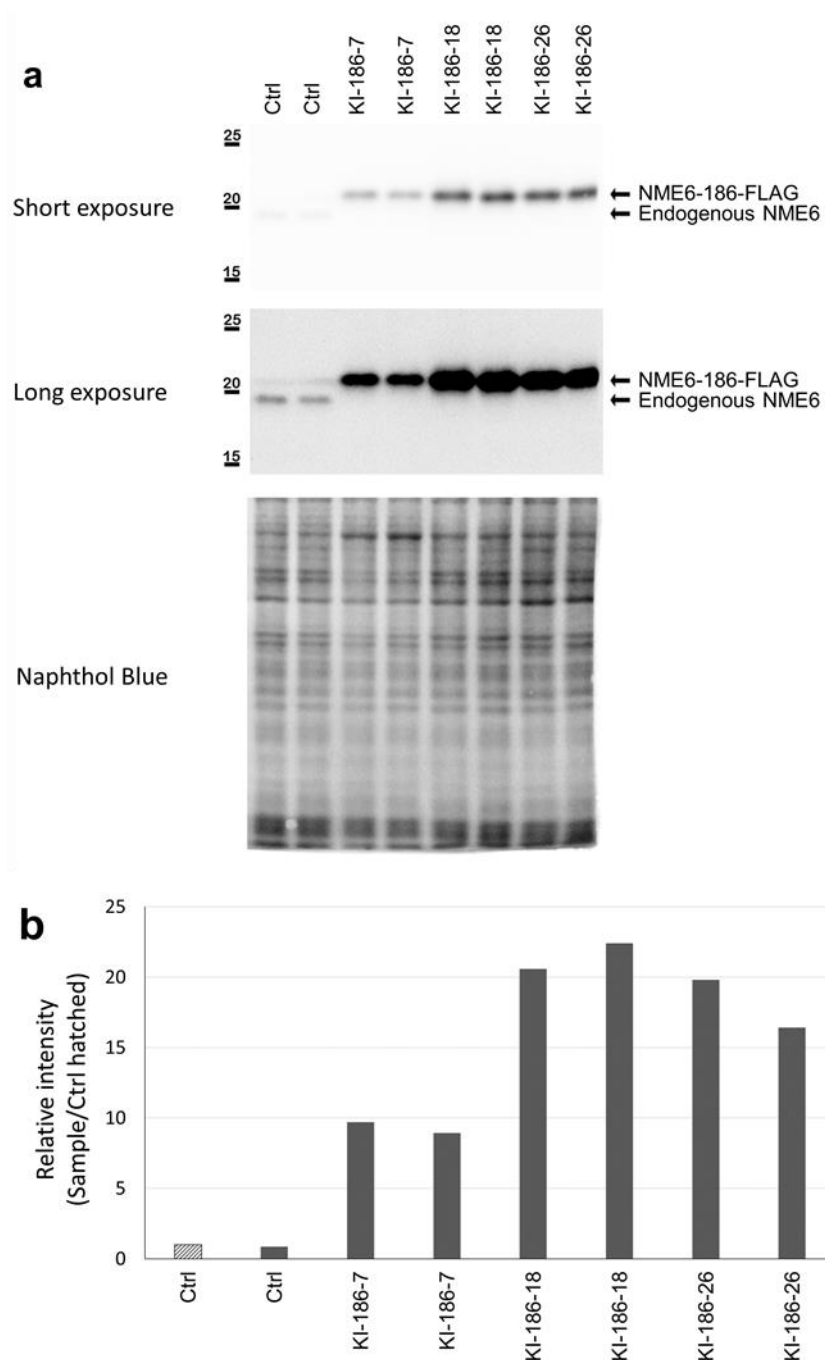 a
Ctrl
Ctrl
KI-186-7
KI-186-7
KI-186-18
KI-186-18
KI-186-26
KI-186-26
Short exposure
25
20
15
NME6-186-FLAG
Endogenous NME6
Long exposure
25
20
15
NME6-186-FLAG
Endogenous NME6
Naphthol Blue
b
Relative intensity
(Sample/Ctrl hatched)
25
20
15
10
5
0
Ctrl
Ctrl
KI-186-7
KI-186-7
KI-186-18
KI-186-18
KI-186-26
KI-186-26